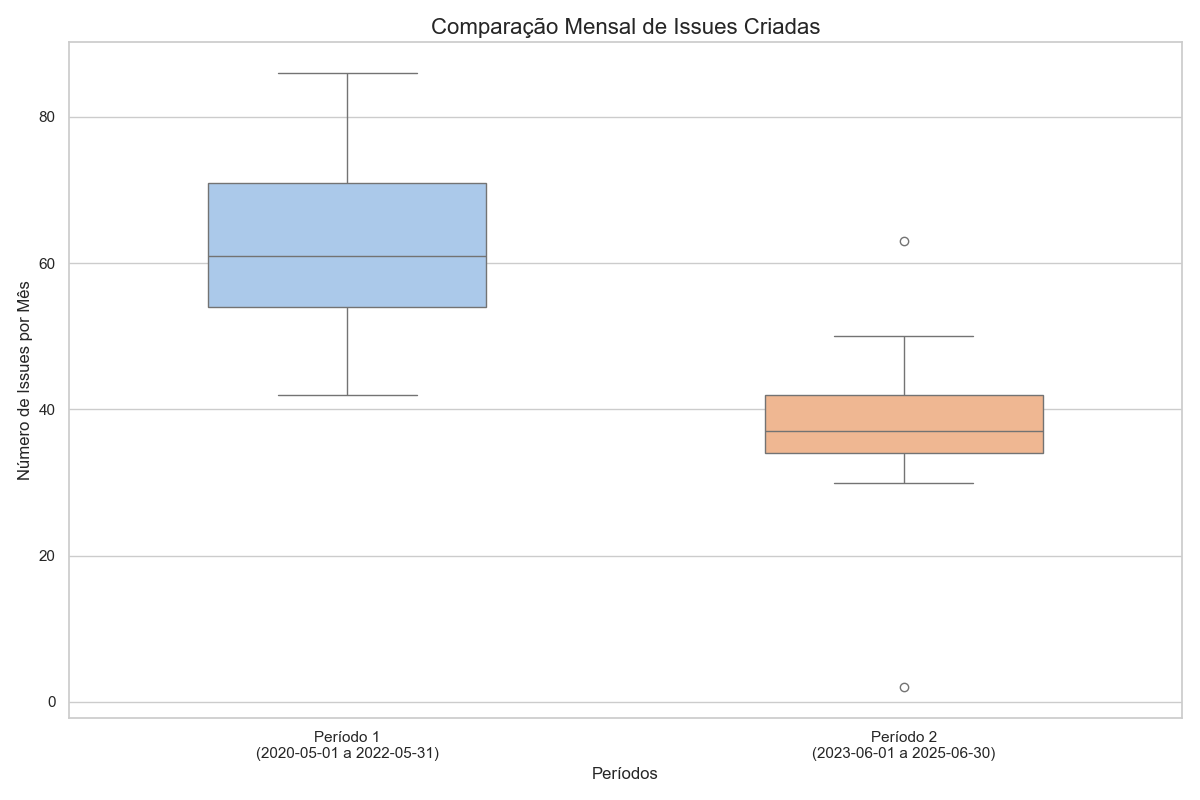 Comparação Mensal de Issues Criadas
Número de Issues por Mês
80
60
40
20
0
Período 1
(2020-05-01 a 2022-05-31)
Período 2
(2023-06-01 a 2025-06-30)
Períodos